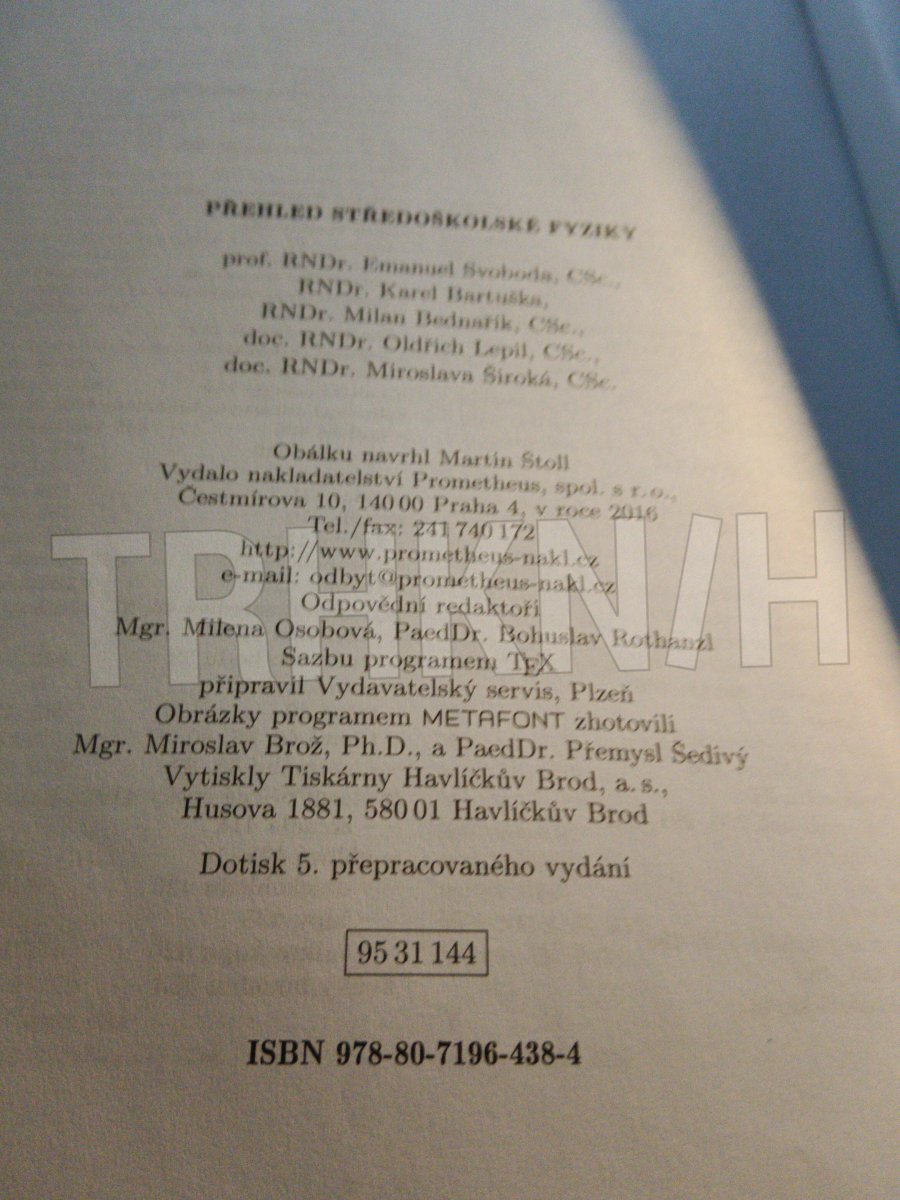 PŘEHLED STŘEDOŠKOLSKÉ FYZIKY
prof. RNDr. Emanuel Svoboda, CSc.,
RNDr. Karel Bartuška,
RNDr. Milan Bednařík, CSc.,
doc. RNDr. Oldřich Lepil, CSc.,
doc. RNDr. Miroslava Široká, CSc.
Obálku navrhl Martin Štoll
Vydalo nakladatelství Prometheus, spol. s r. o.,
Čestmírova 10, 140 00 Praha 4, v roce 2016
Tel./fax: 241 740 172
http://www.prometheus-nakl.cz
e-mail: odbyt@prometheus-nakl.cz
Odpovědní redaktoři
Mgr. Milena Osobová, PaedDr. Bohuslav Rothanzl
Sazbu programem TEX
připravil Vydavatelský servis, Plzeň
Obrázky programem METAFONT zhotovili
Mgr. Miroslav Brož, Ph.D., a PaedDr. Přemysl Šedivý
Vytiskly Tiskárny Havlíčkův Brod, a. s.,
Husova 1881, 580 01 Havlíčkův Brod
Dotisk 5. přepracovaného vydání
95 31 144
ISBN 978-80-7196-438-4